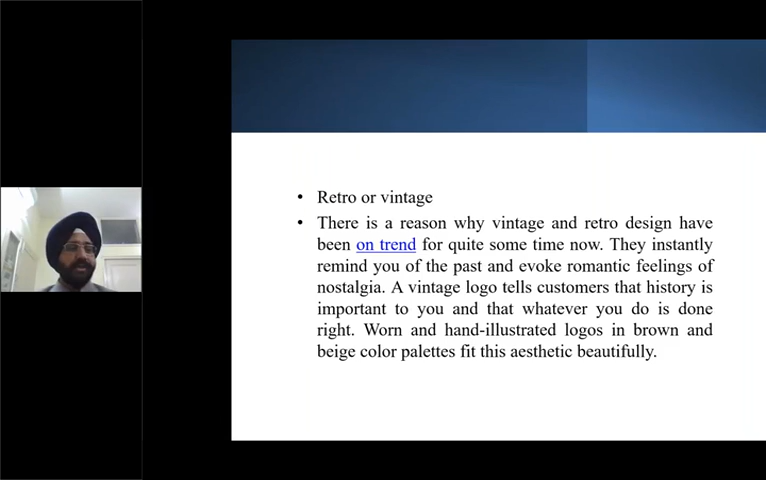 • Retro or vintage
• There is a reason why vintage and retro design have
been on trend for quite some time now. They instantly
remind you of the past and evoke romantic feelings of
nostalgia. A vintage logo tells customers that history is
important to you and that whatever you do is done
right. Worn and hand-illustrated logos in brown and
beige color palettes fit this aesthetic beautifully.